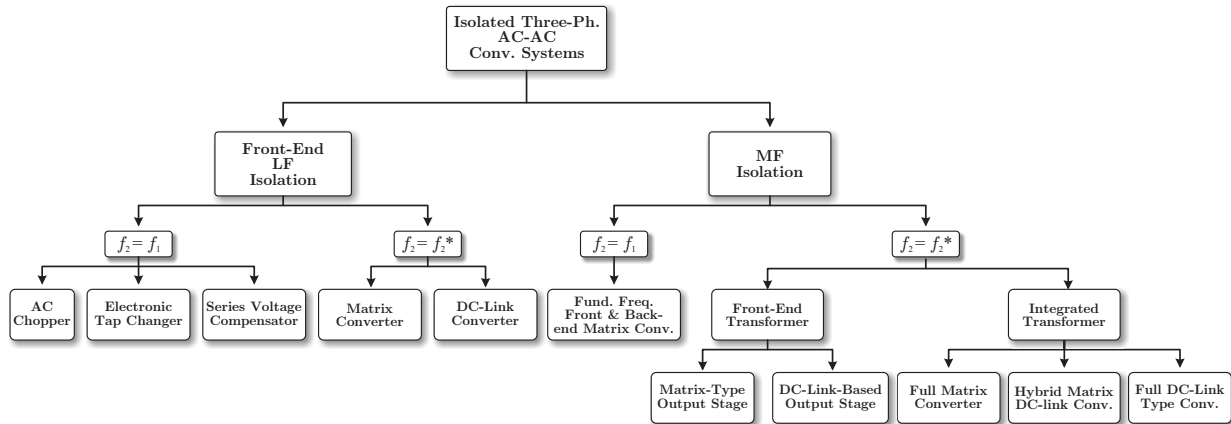 Isolated Three-Ph.
AC-AC
Conv. Systems
Front-End
LF
Isolation
MF
Isolation
f₂= f₁
f₂= f₂*
f₂= f₁
f₂= f₂*
AC
Chopper
Electronic
Tap Changer
Series Voltage
Compensator
Matrix
Converter
DC-Link
Converter
Fund. Freq.
Front & Back-
end Matrix Conv.
Front-End
Transformer
Integrated
Transformer
Matrix-Type
Output Stage
DC-Link-Based
Output Stage
Full Matrix
Converter
Hybrid Matrix
DC-link Conv.
Full DC-Link
Type Conv.